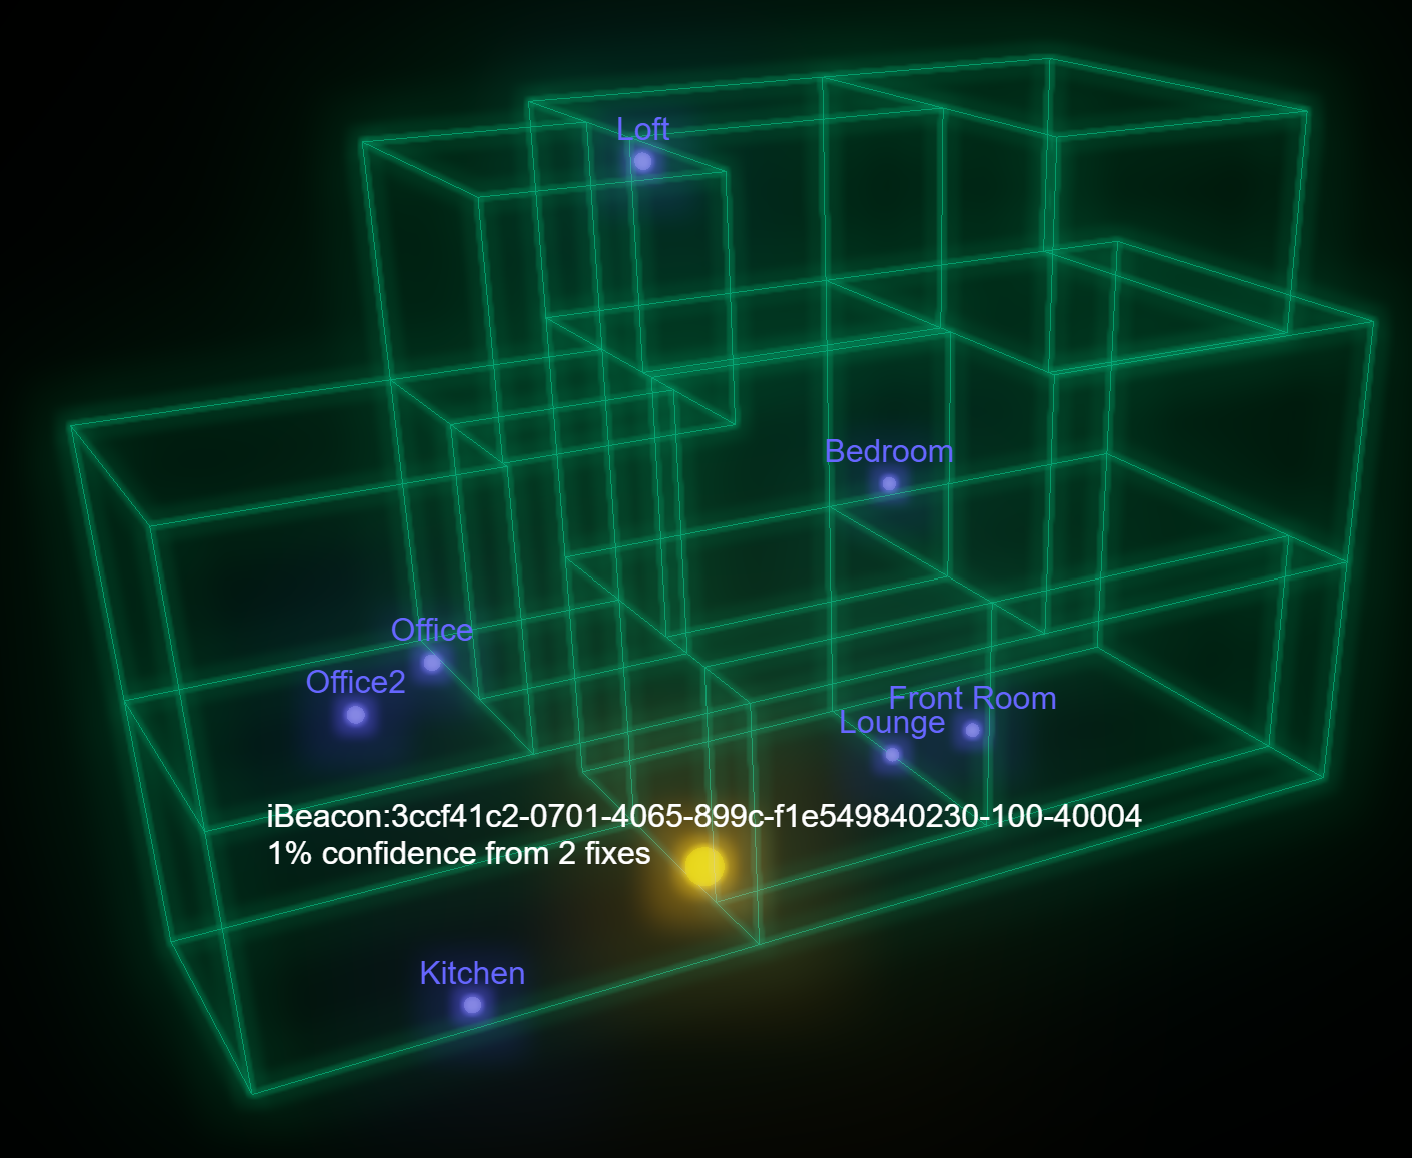 Loft
Bedroom
Office
Office2
Front Room
Lounge
iBeacon:3ccf41c2-0701-4065-899c-f1e549840230-100-40004
1% confidence from 2 fixes
Kitchen